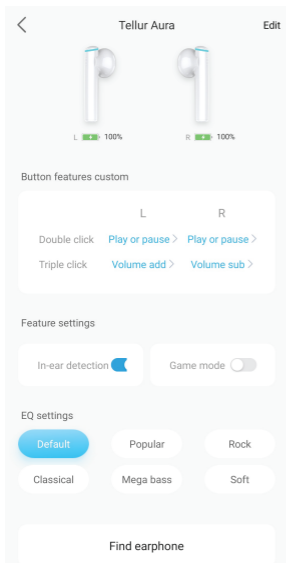 Tellur Aura Edit
L 100% R 100%
Button features custom
L R
Double click Play or pause > Play or pause >
Triple click Volume add > Volume sub >
Feature settings
In-ear detection Game mode
EQ settings
Default Popular Rock
Classical Mega bass Soft
Find earphone